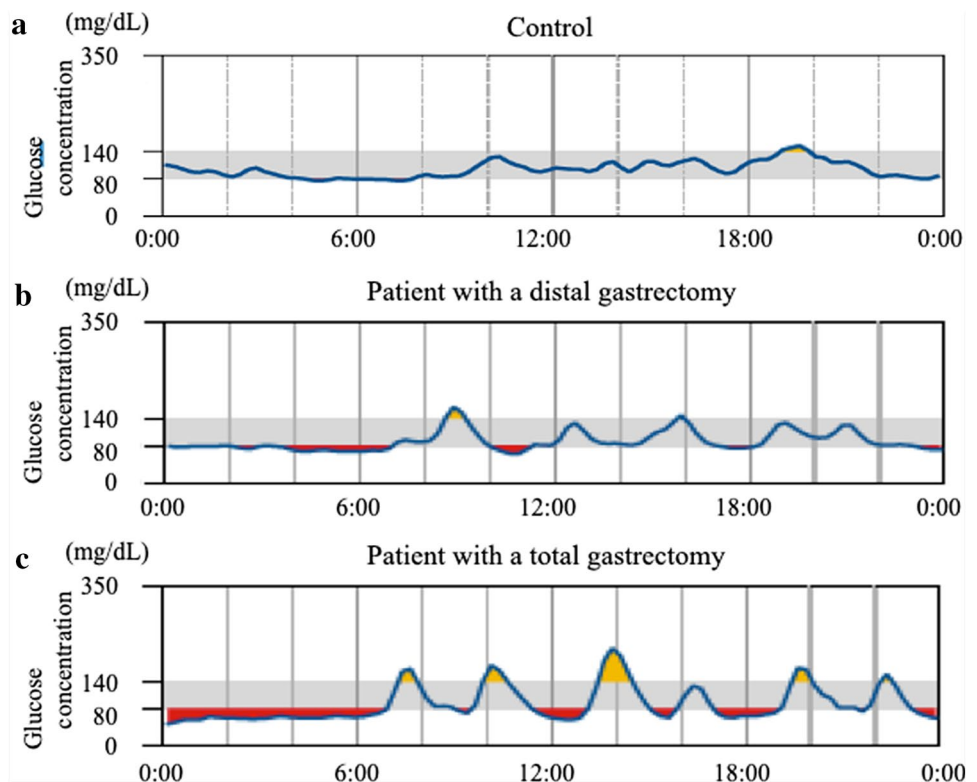 a (mg/dL) Control
350
Glucose concentration
140
80
0
0:00 6:00 12:00 18:00 0:00
b (mg/dL) Patient with a distal gastrectomy
350
Glucose concentration
140
80
0
0:00 6:00 12:00 18:00 0:00
c (mg/dL) Patient with a total gastrectomy
350
Glucose concentration
140
80
0
0:00 6:00 12:00 18:00 0:00